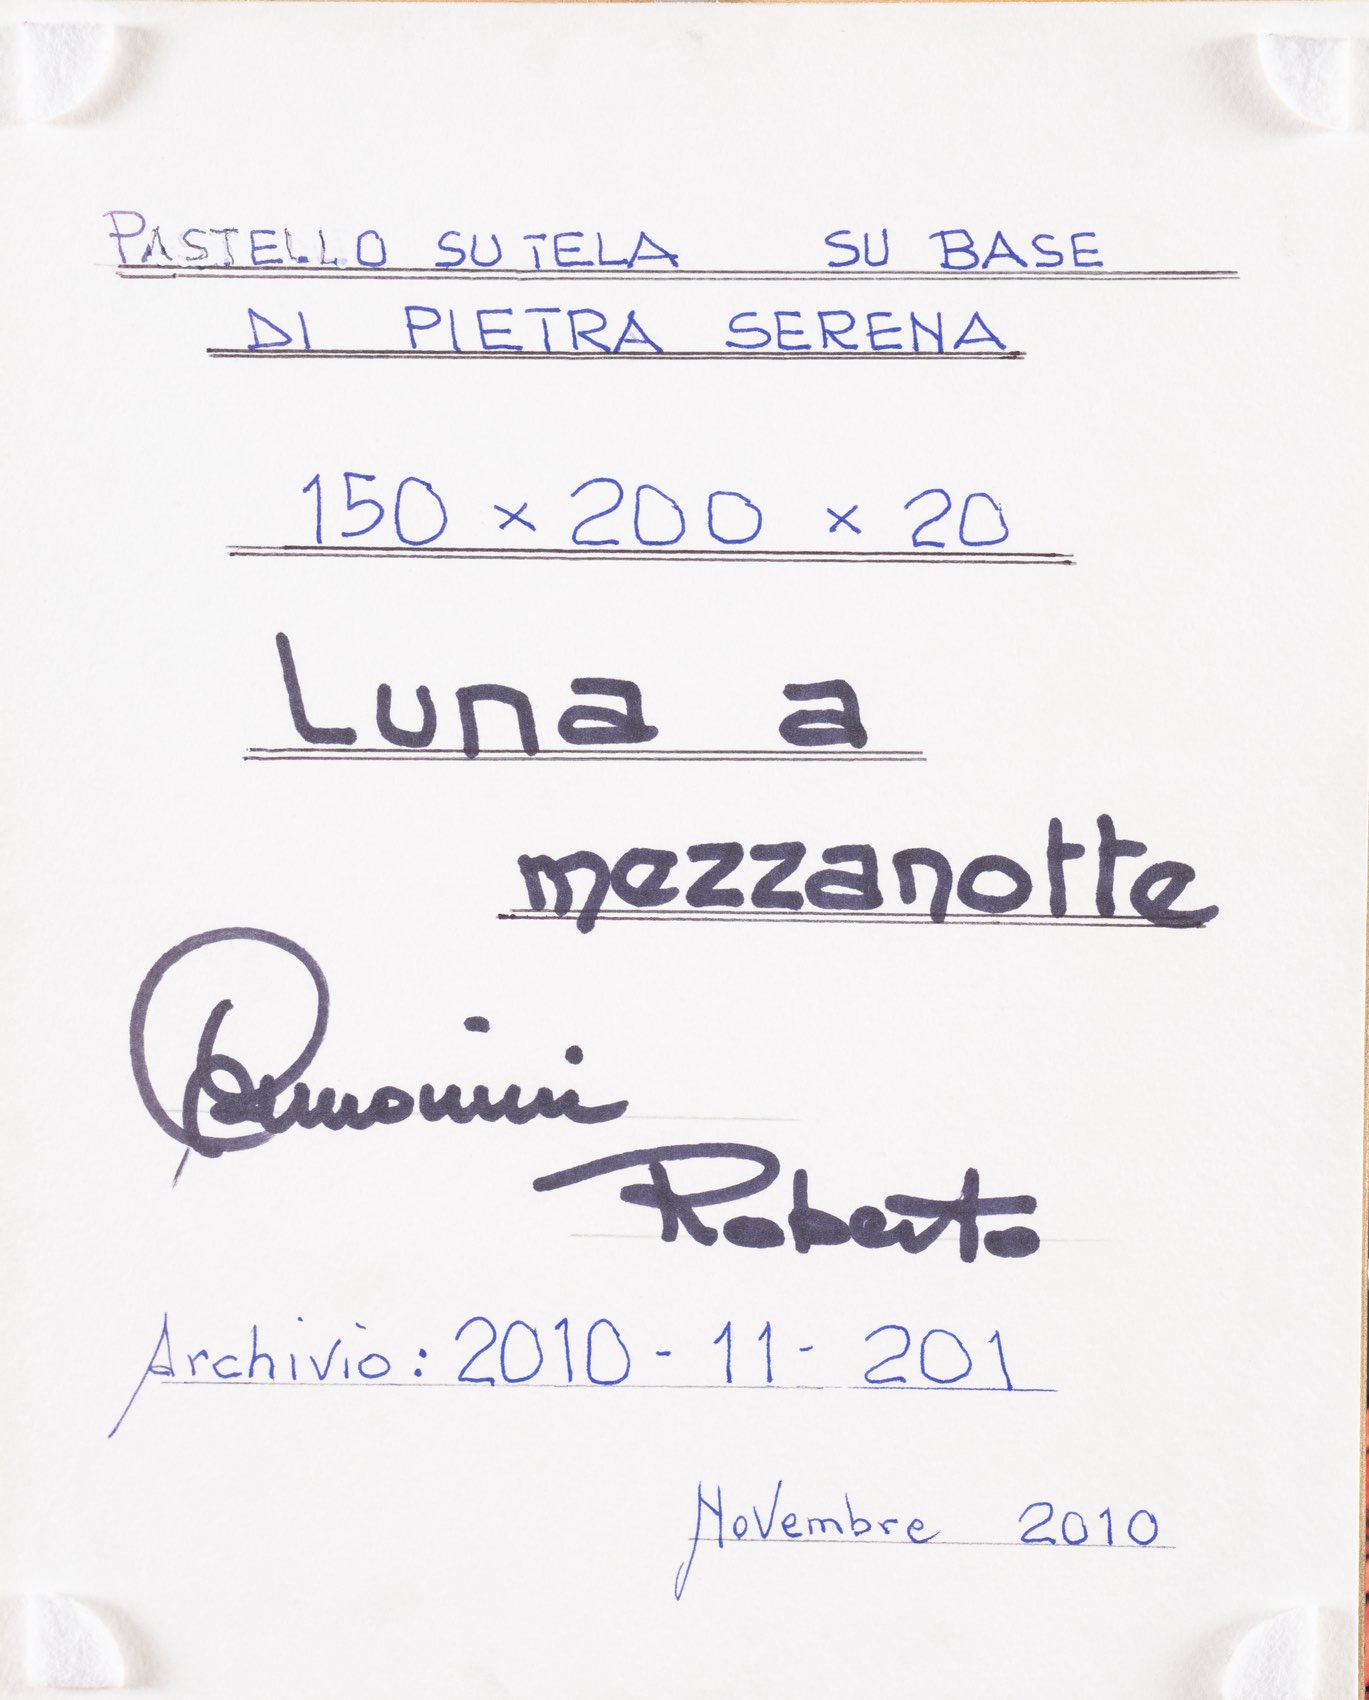 PASTELLO SU TELA SU BASE
DI PIETRA SERENA
150 x 200 x 20
Luna a
mezzanotte
Roberto
Archivio: 2010 - 11 - 201
Novembre 2010